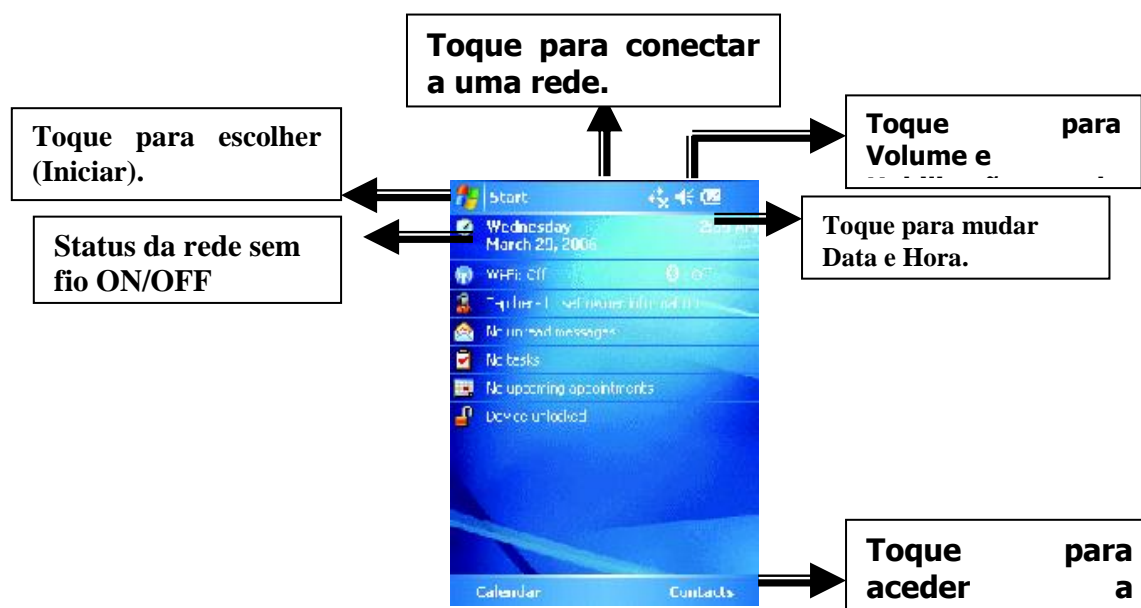 Toque para conectar
a uma rede.
Toque para escolher
(Iniciar).
Toque para
Volume e
Status da rede sem
fio ON/OFF
Toque para mudar
Data e Hora.
Start
Wednesday
March 29, 2006
Wi-Fi: Off
No unread messages
No tasks
No upcoming appointments
Device unlocked
Calendar Contacts
Toque para
aceder a